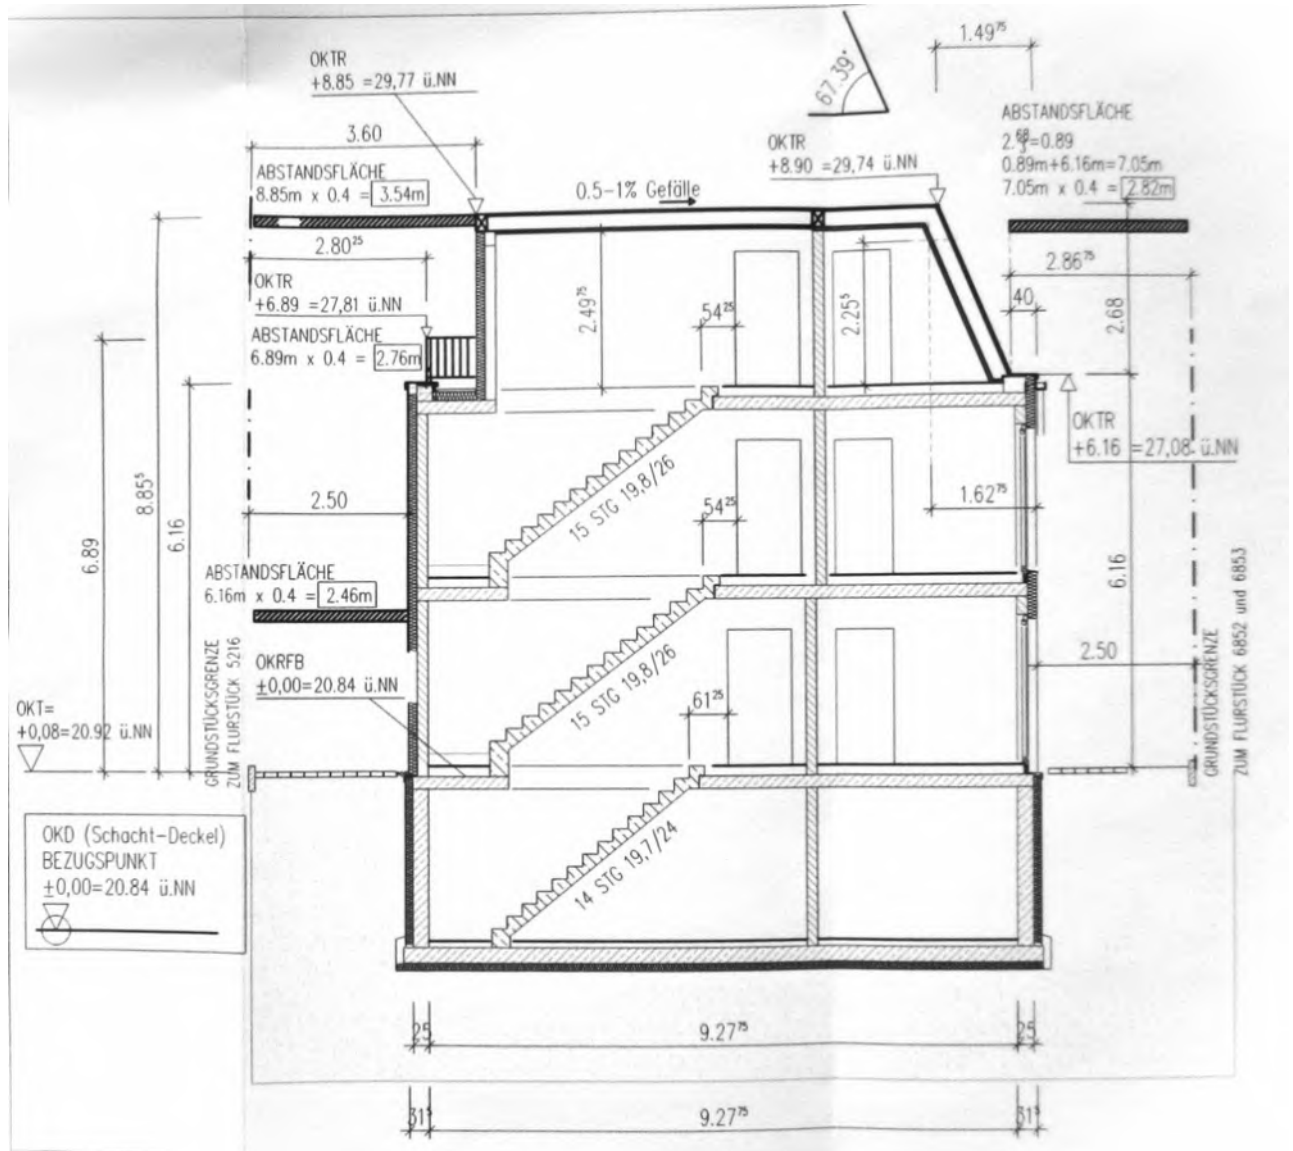 OKTR
+8.85 =29,77 ü.NN
3.60
ABSTANDSFLÄCHE
8.85m x 0.4 = 3.54m
67.39°
1.49⁷⁵
ABSTANDSFLÄCHE
2.⁶⁸
3
=0.89
0.89m+6.16m=7.05m
7.05m x 0.4 = 2.82m
OKTR
+8.90 =29,74 ü.NN
0.5-1% Gefälle
2.80²⁵
OKTR
+6.89 =27,81 ü.NN
ABSTANDSFLÄCHE
6.89m x 0.4 = 2.76m
2.49⁷⁵
54²⁵
2.25⁵
2.86⁷⁵
40
2.68
OKTR
+6.16 =27,08 ü.NN
15 STG 19,8/26
54²⁵
1.62⁷⁵
2.50
8.85⁵
6.16
6.89
6.16
ABSTANDSFLÄCHE
6.16m x 0.4 = 2.46m
GRUNDSTÜCKSGRENZE
ZUM FLURSTÜCK 5216
OKRFB
±0,00=20.84 ü.NN
15 STG 19,8/26
61²⁵
2.50
GRUNDSTÜCKSGRENZE
ZUM FLURSTÜCK 6852 und 6853
OKT=
+0,08=20.92 ü.NN
OKD (Schacht-Deckel)
BEZUGSPUNKT
±0,00=20.84 ü.NN
14 STG 19,7/24
25
9.27⁷⁵
25
31⁵
9.27⁷⁵
31⁵